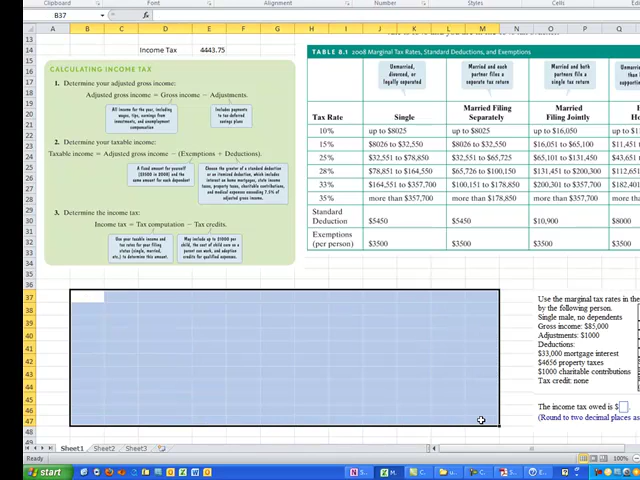 Clipboard
Font
Alignment
Number
Styles
Cells
B37
fx
A B C D E F G H I J K L M N O P Q
13
14 Income Tax 4443.75
15
16
17
18
19
20
21
22
23
24
25
28
29
30
31
32
33
34
35
36
37
38
39
40
41
42
43
44
45
46
47
48
CALCULATING INCOME TAX
1. Determine your adjusted gross income:
Adjusted gross income = Gross income − Adjustments.
All income for the year, including wages, tips, earnings from investments, and unemployment compensation
Includes payments to tax-deferred savings plans
2. Determine your taxable income:
Taxable income = Adjusted gross income − (Exemptions + Deductions).
A fixed amount for yourself ($3500 in 2008) and the same amount for each dependent
Choose the greater of a standard deduction or an itemized deduction, which includes interest on home mortgages, state income taxes, property taxes, charitable contributions, and medical expenses exceeding 7.5% of adjusted gross income.
3. Determine the income tax:
Income tax = Tax computation − Tax credits.
Use your taxable income and tax rates for your filing status (single, married, etc.) to determine this amount.
May include up to $1000 per child, the cost of child care so a parent can work, and adoption credits for qualified expenses.
TABLE 8.1 2008 Marginal Tax Rates, Standard Deductions, and Exemptions
Unmarried, divorced, or legally separated
Married and each partner files a separate tax return
Married and both partners file a single tax return
Tax Rate Single Married Filing Separately Married Filing Jointly
10% up to $8025 up to $8025 up to $16,050 up to $11,
15% $8026 to $32,550 $8026 to $32,550 $16,051 to $65,100 $11,451
25% $32,551 to $78,850 $32,551 to $65,725 $65,101 to $131,450 $43,651
28% $78,851 to $164,550 $65,726 to $100,150 $131,451 to $200,300 $112,651
33% $164,551 to $357,700 $100,151 to $178,850 $200,301 to $357,700 $182,401
35% more than $357,700 more than $178,850 more than $357,700 more than
Standard Deduction $5450 $5450 $10,900 $8000
Exemptions (per person) $3500 $3500 $3500 $3500
Use the marginal tax rates in the
by the following person.
Single male, no dependents
Gross income: $85,000
Adjustments: $1000
Deductions:
$33,000 mortgage interest
$4656 property taxes
$1000 charitable contributions
Tax credit: none
The income tax owed is $
(Round to two decimal places as
Sheet1 Sheet2 Sheet3
Ready
100%
start